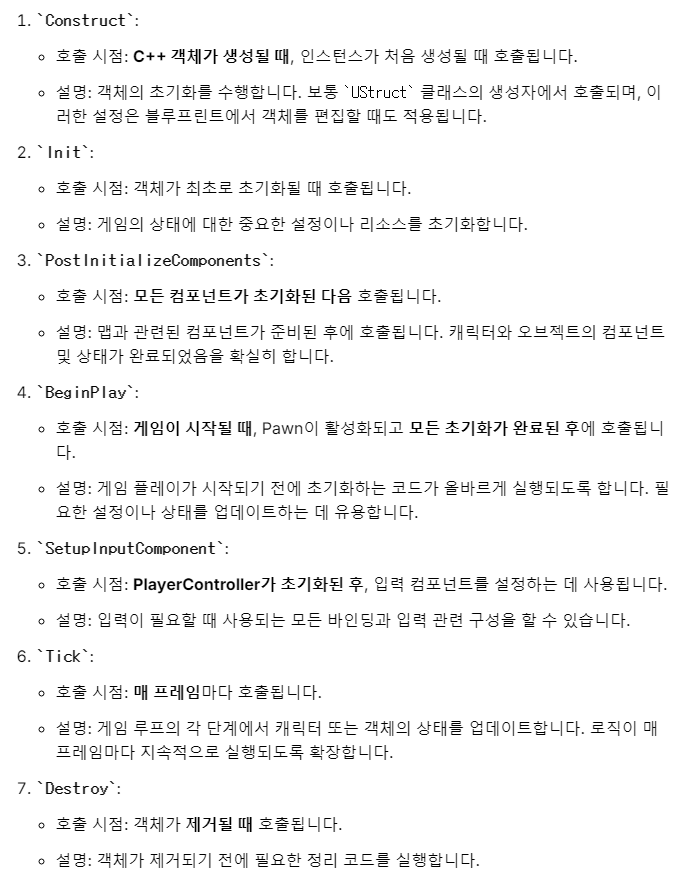 1. `Construct`:
◦ 호출 시점: C++ 객체가 생성될 때, 인스턴스가 처음 생성될 때 호출됩니다.
◦ 설명: 객체의 초기화를 수행합니다. 보통 `UStruct` 클래스의 생성자에서 호출되며, 이
러한 설정은 블루프린트에서 객체를 편집할 때도 적용됩니다.
2. `Init`:
◦ 호출 시점: 객체가 최초로 초기화될 때 호출됩니다.
◦ 설명: 게임의 상태에 대한 중요한 설정이나 리소스를 초기화합니다.
3. `PostInitializeComponents`:
◦ 호출 시점: 모든 컴포넌트가 초기화된 다음 호출됩니다.
◦ 설명: 맵과 관련된 컴포넌트가 준비된 후에 호출됩니다. 캐릭터와 오브젝트의 컴포넌트
및 상태가 완료되었음을 확실히 합니다.
4. `BeginPlay`:
◦ 호출 시점: 게임이 시작될 때, Pawn이 활성화되고 모든 초기화가 완료된 후에 호출됩니
다.
◦ 설명: 게임 플레이가 시작되기 전에 초기화하는 코드가 올바르게 실행되도록 합니다. 필
요한 설정이나 상태를 업데이트하는 데 유용합니다.
5. `SetupInputComponent`:
◦ 호출 시점: PlayerController가 초기화된 후, 입력 컴포넌트를 설정하는 데 사용됩니다.
◦ 설명: 입력이 필요할 때 사용되는 모든 바인딩과 입력 관련 구성을 할 수 있습니다.
6. `Tick`:
◦ 호출 시점: 매 프레임마다 호출됩니다.
◦ 설명: 게임 루프의 각 단계에서 캐릭터 또는 객체의 상태를 업데이트합니다. 로직이 매
프레임마다 지속적으로 실행되도록 확장합니다.
7. `Destroy`:
◦ 호출 시점: 객체가 제거될 때 호출됩니다.
◦ 설명: 객체가 제거되기 전에 필요한 정리 코드를 실행합니다.